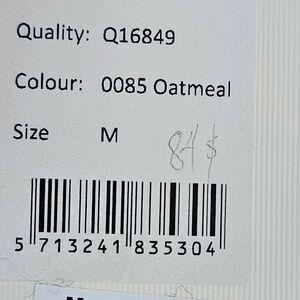 Quality: Q16849
Colour: 0085 Oatmeal
Size M
84 $
5 713241 835304